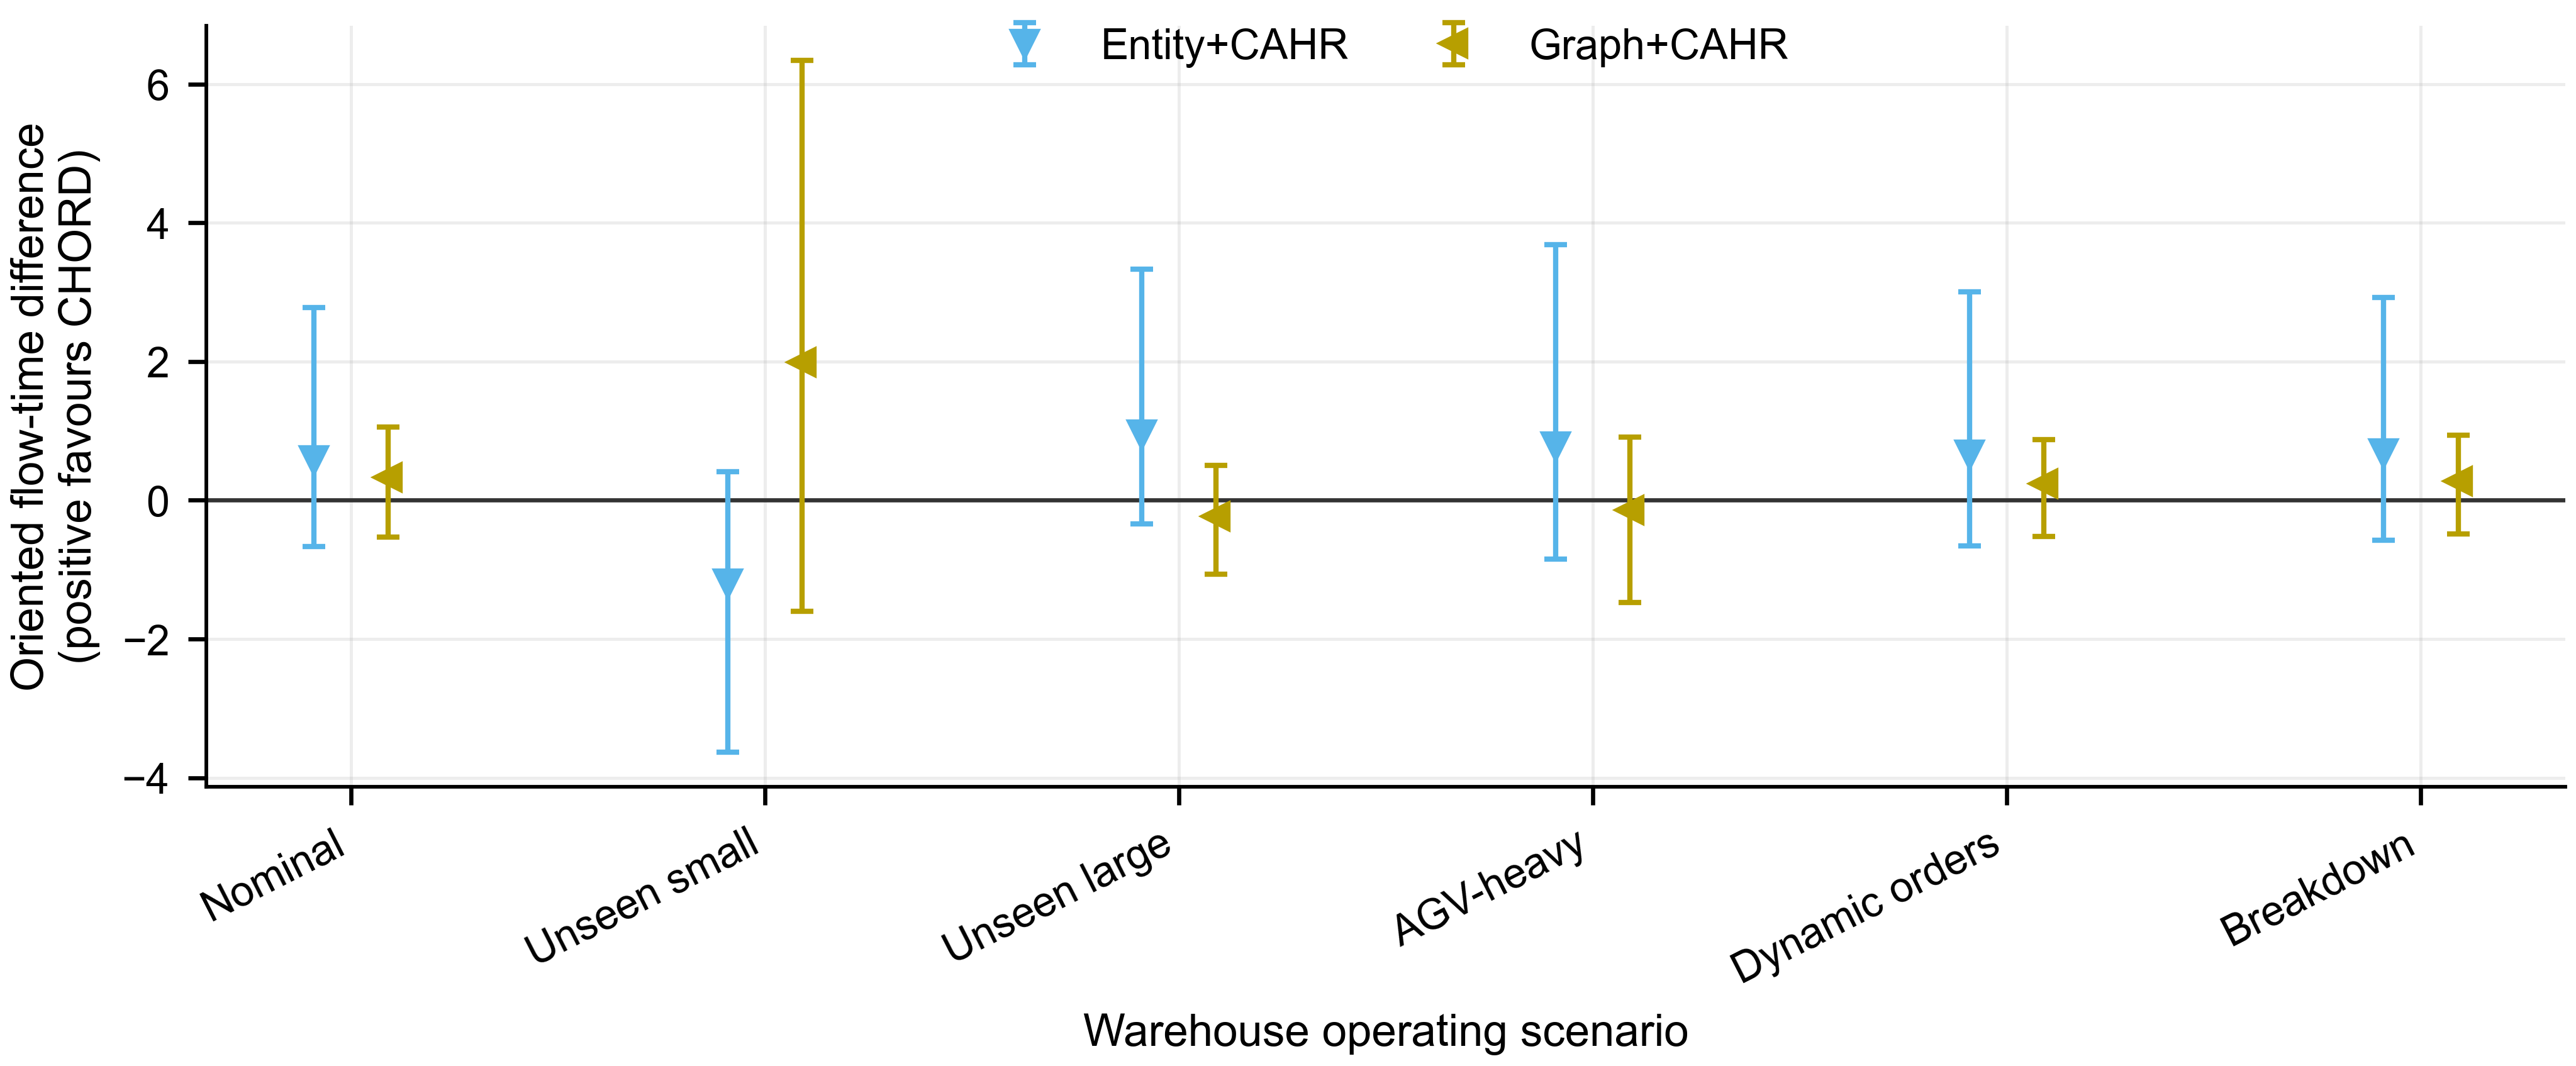 Entity+CAHR
Graph+CAHR
Oriented flow-time difference
(positive favours CHORD)
6
4
2
0
−2
−4
Nominal
Unseen small
Unseen large
AGV-heavy
Dynamic orders
Breakdown
Warehouse operating scenario